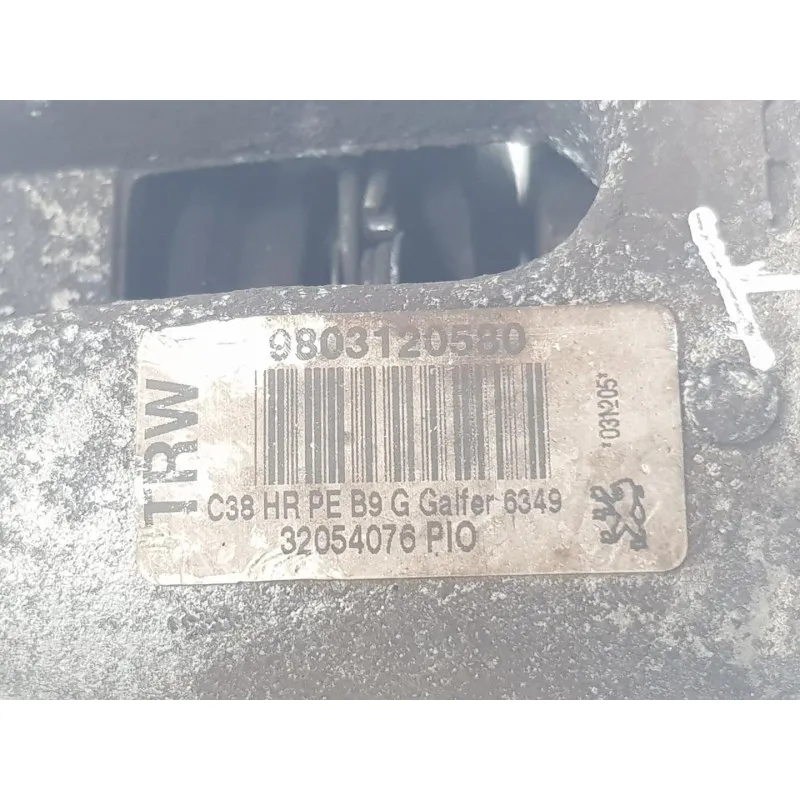 TRW
9803120580
C38 HR PE B9 G Galfer 6349
32054076 PIO
*031205*